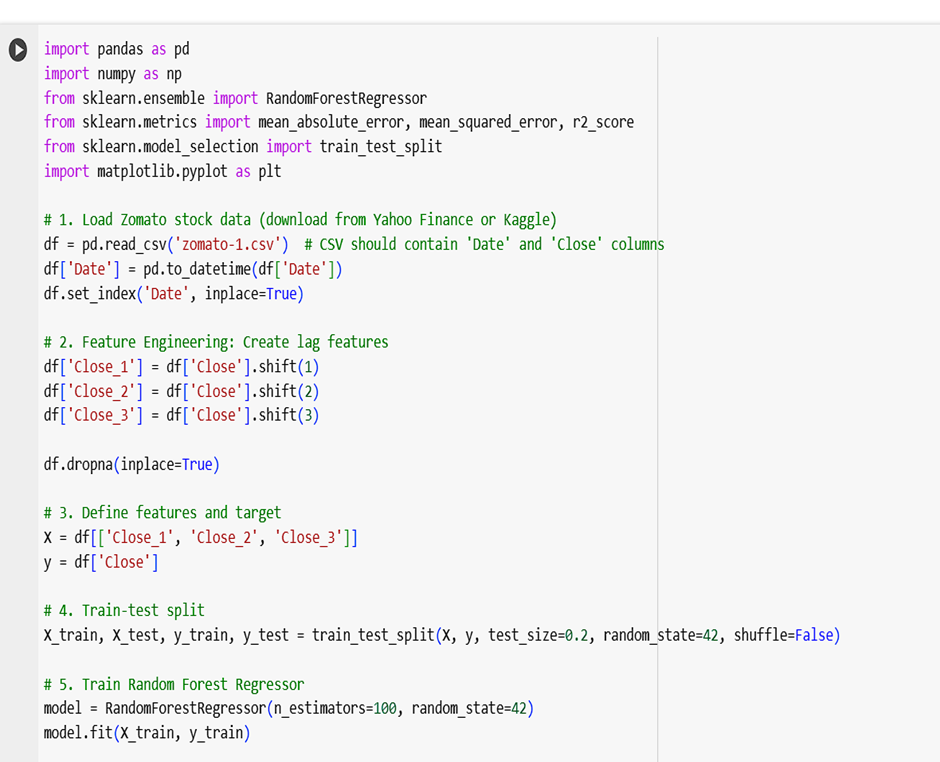 import pandas as pd
import numpy as np
from sklearn.ensemble import RandomForestRegressor
from sklearn.metrics import mean_absolute_error, mean_squared_error, r2_score
from sklearn.model_selection import train_test_split
import matplotlib.pyplot as plt
# 1. Load Zomato stock data (download from Yahoo Finance or Kaggle)
df = pd.read_csv('zomato-1.csv')  # CSV should contain 'Date' and 'Close' columns
df['Date'] = pd.to_datetime(df['Date'])
df.set_index('Date', inplace=True)
# 2. Feature Engineering: Create lag features
df['Close_1'] = df['Close'].shift(1)
df['Close_2'] = df['Close'].shift(2)
df['Close_3'] = df['Close'].shift(3)
df.dropna(inplace=True)
# 3. Define features and target
X = df[['Close_1', 'Close_2', 'Close_3']]
y = df['Close']
# 4. Train-test split
X_train, X_test, y_train, y_test = train_test_split(X, y, test_size=0.2, random_state=42, shuffle=False)
# 5. Train Random Forest Regressor
model = RandomForestRegressor(n_estimators=100, random_state=42)
model.fit(X_train, y_train)